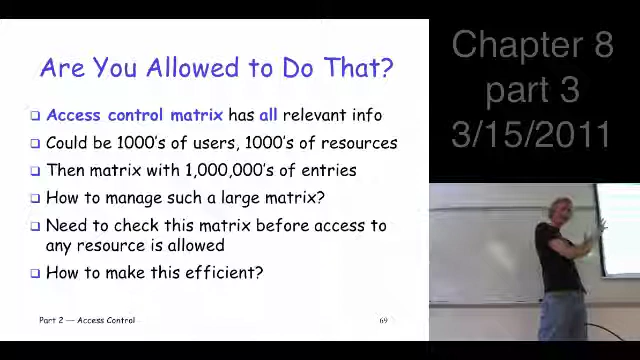 Are You Allowed to Do That?
Access control matrix has all relevant info
Could be 1000's of users, 1000's of resources
Then matrix with 1,000,000's of entries
How to manage such a large matrix?
Need to check this matrix before access to
any resource is allowed
How to make this efficient?
Part 2 — Access Control
69
Chapter 8
part 3
3/15/2011